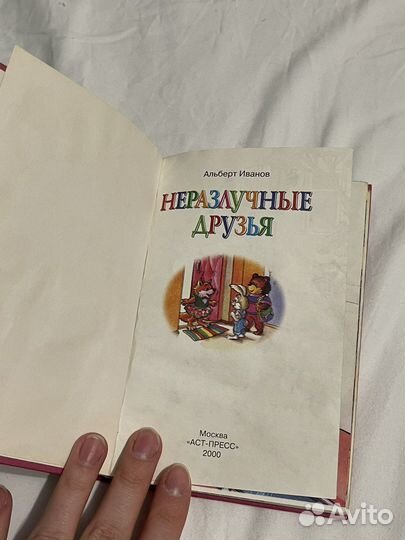 Альберт Иванов
НЕРАЗЛУЧНЫЕ
ДРУЗЬЯ
Москва
«АСТ-ПРЕСС»
2000
Avito